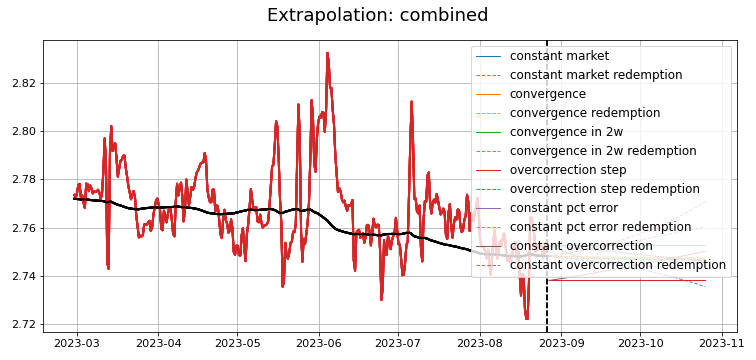 Extrapolation: combined
2.82
2.80
2.78
2.76
2.74
2.72
constant market
constant market redemption
convergence
convergence redemption
convergence in 2w
convergence in 2w redemption
overcorrection step
overcorrection step redemption
constant pct error
constant pct error redemption
constant overcorrection
constant overcorrection redemption
2023-03 2023-04 2023-05 2023-06 2023-07 2023-08 2023-09 2023-10 2023-11